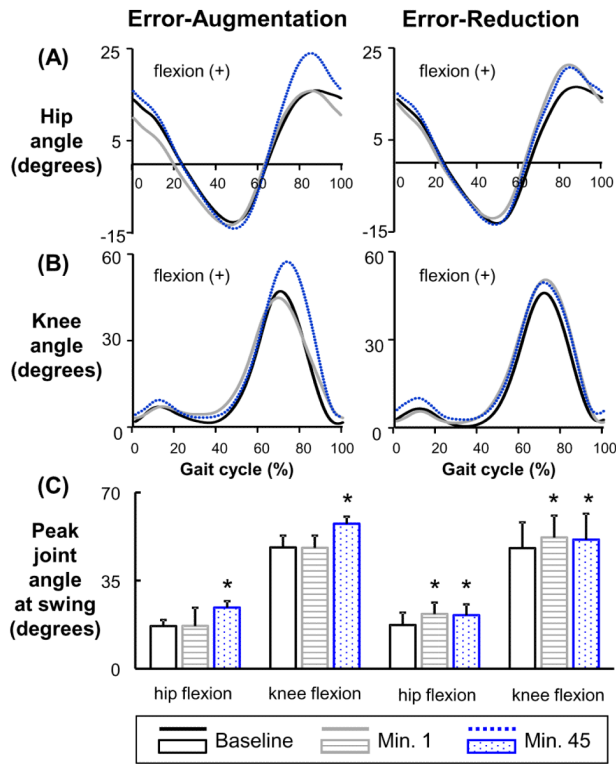 Error-Augmentation Error-Reduction
(A)
Hip
angle
(degrees)
25
5
-15
flexion (+)
0 20 40 60 80 100
25
5
-15
flexion (+)
0 20 40 60 80 100
(B)
Knee
angle
(degrees)
60
30
0
flexion (+)
0 20 40 60 80 100
Gait cycle (%)
60
30
0
flexion (+)
0 20 40 60 80 100
Gait cycle (%)
(C)
Peak
joint
angle
at swing
(degrees)
70
35
0
* * * * * *
hip flexion knee flexion hip flexion knee flexion
Baseline Min. 1 Min. 45